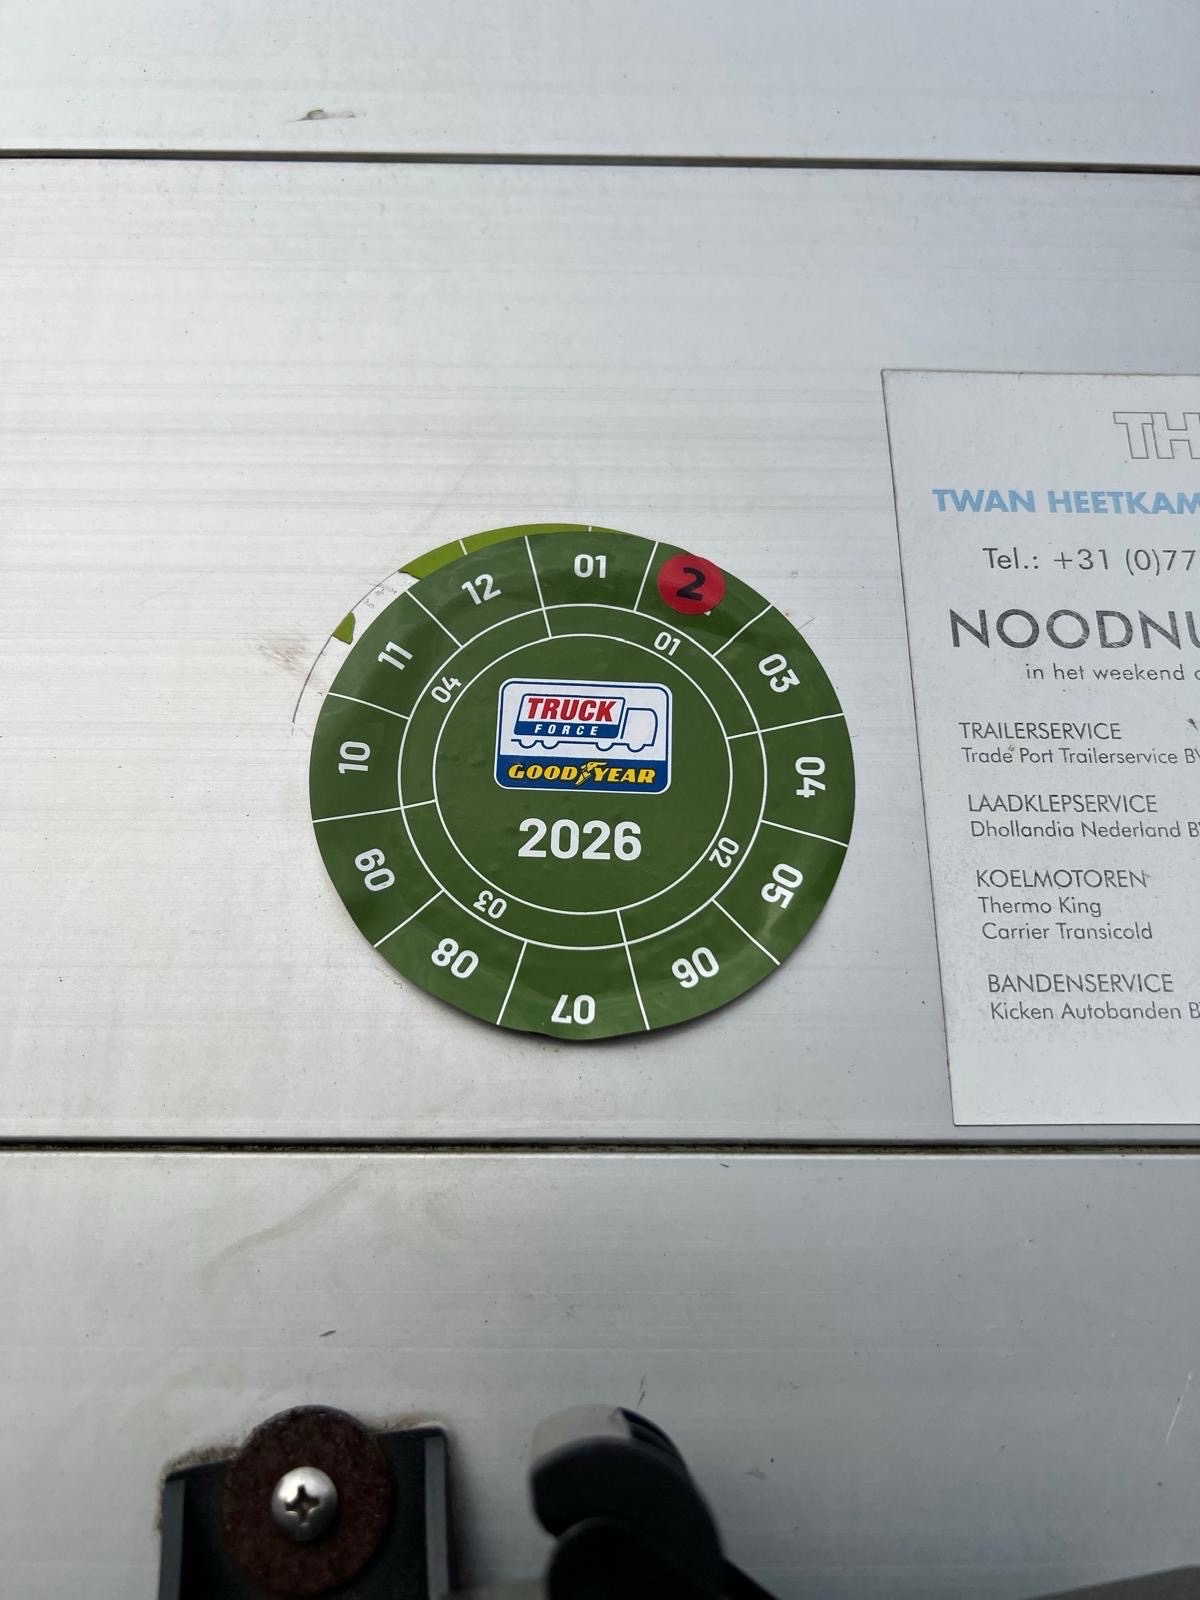 12
01
2
03
04
05
06
07
08
09
10
11
01
02
03
04
TRUCK
FORCE
GOODYEAR
2026
TH
TWAN HEETKAM
Tel.: +31 (0)77
NOODNU
in het weekend
TRAILERSERVICE
Trade Port Trailerservice BV
LAADKLEPSERVICE
Dhollandia Nederland B
KOELMOTOREN
Thermo King
Carrier Transicold
BANDENSERVICE
Kicken Autobanden B